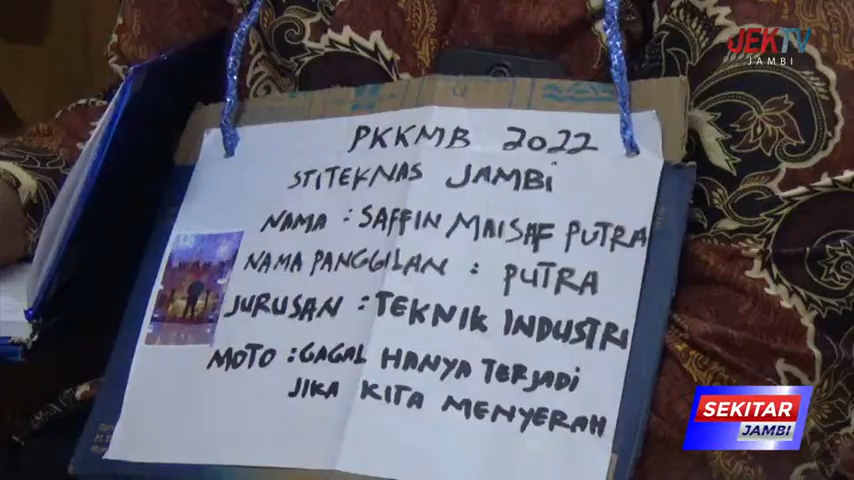 JEKTV
JAMBI
PKKMB 2022
STITEKNAS JAMBI
NAMA : SAFFIN MAISAF PUTRA
NAMA PANGGILAN : PUTRA
JURUSAN : TEKNIK INDUSTRI
MOTO : GAGAL HANYA TERJADI
JIKA KITA MENYERAH
SEKITAR
JAMBI